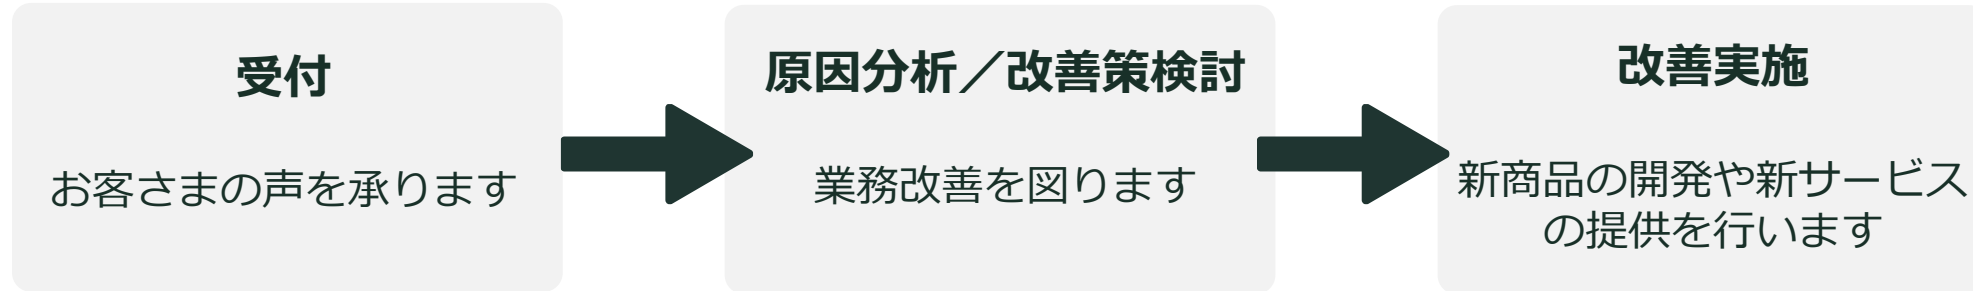 受付
お客さまの声を承ります
原因分析／改善策検討
業務改善を図ります
改善実施
新商品の開発や新サービス
の提供を行います